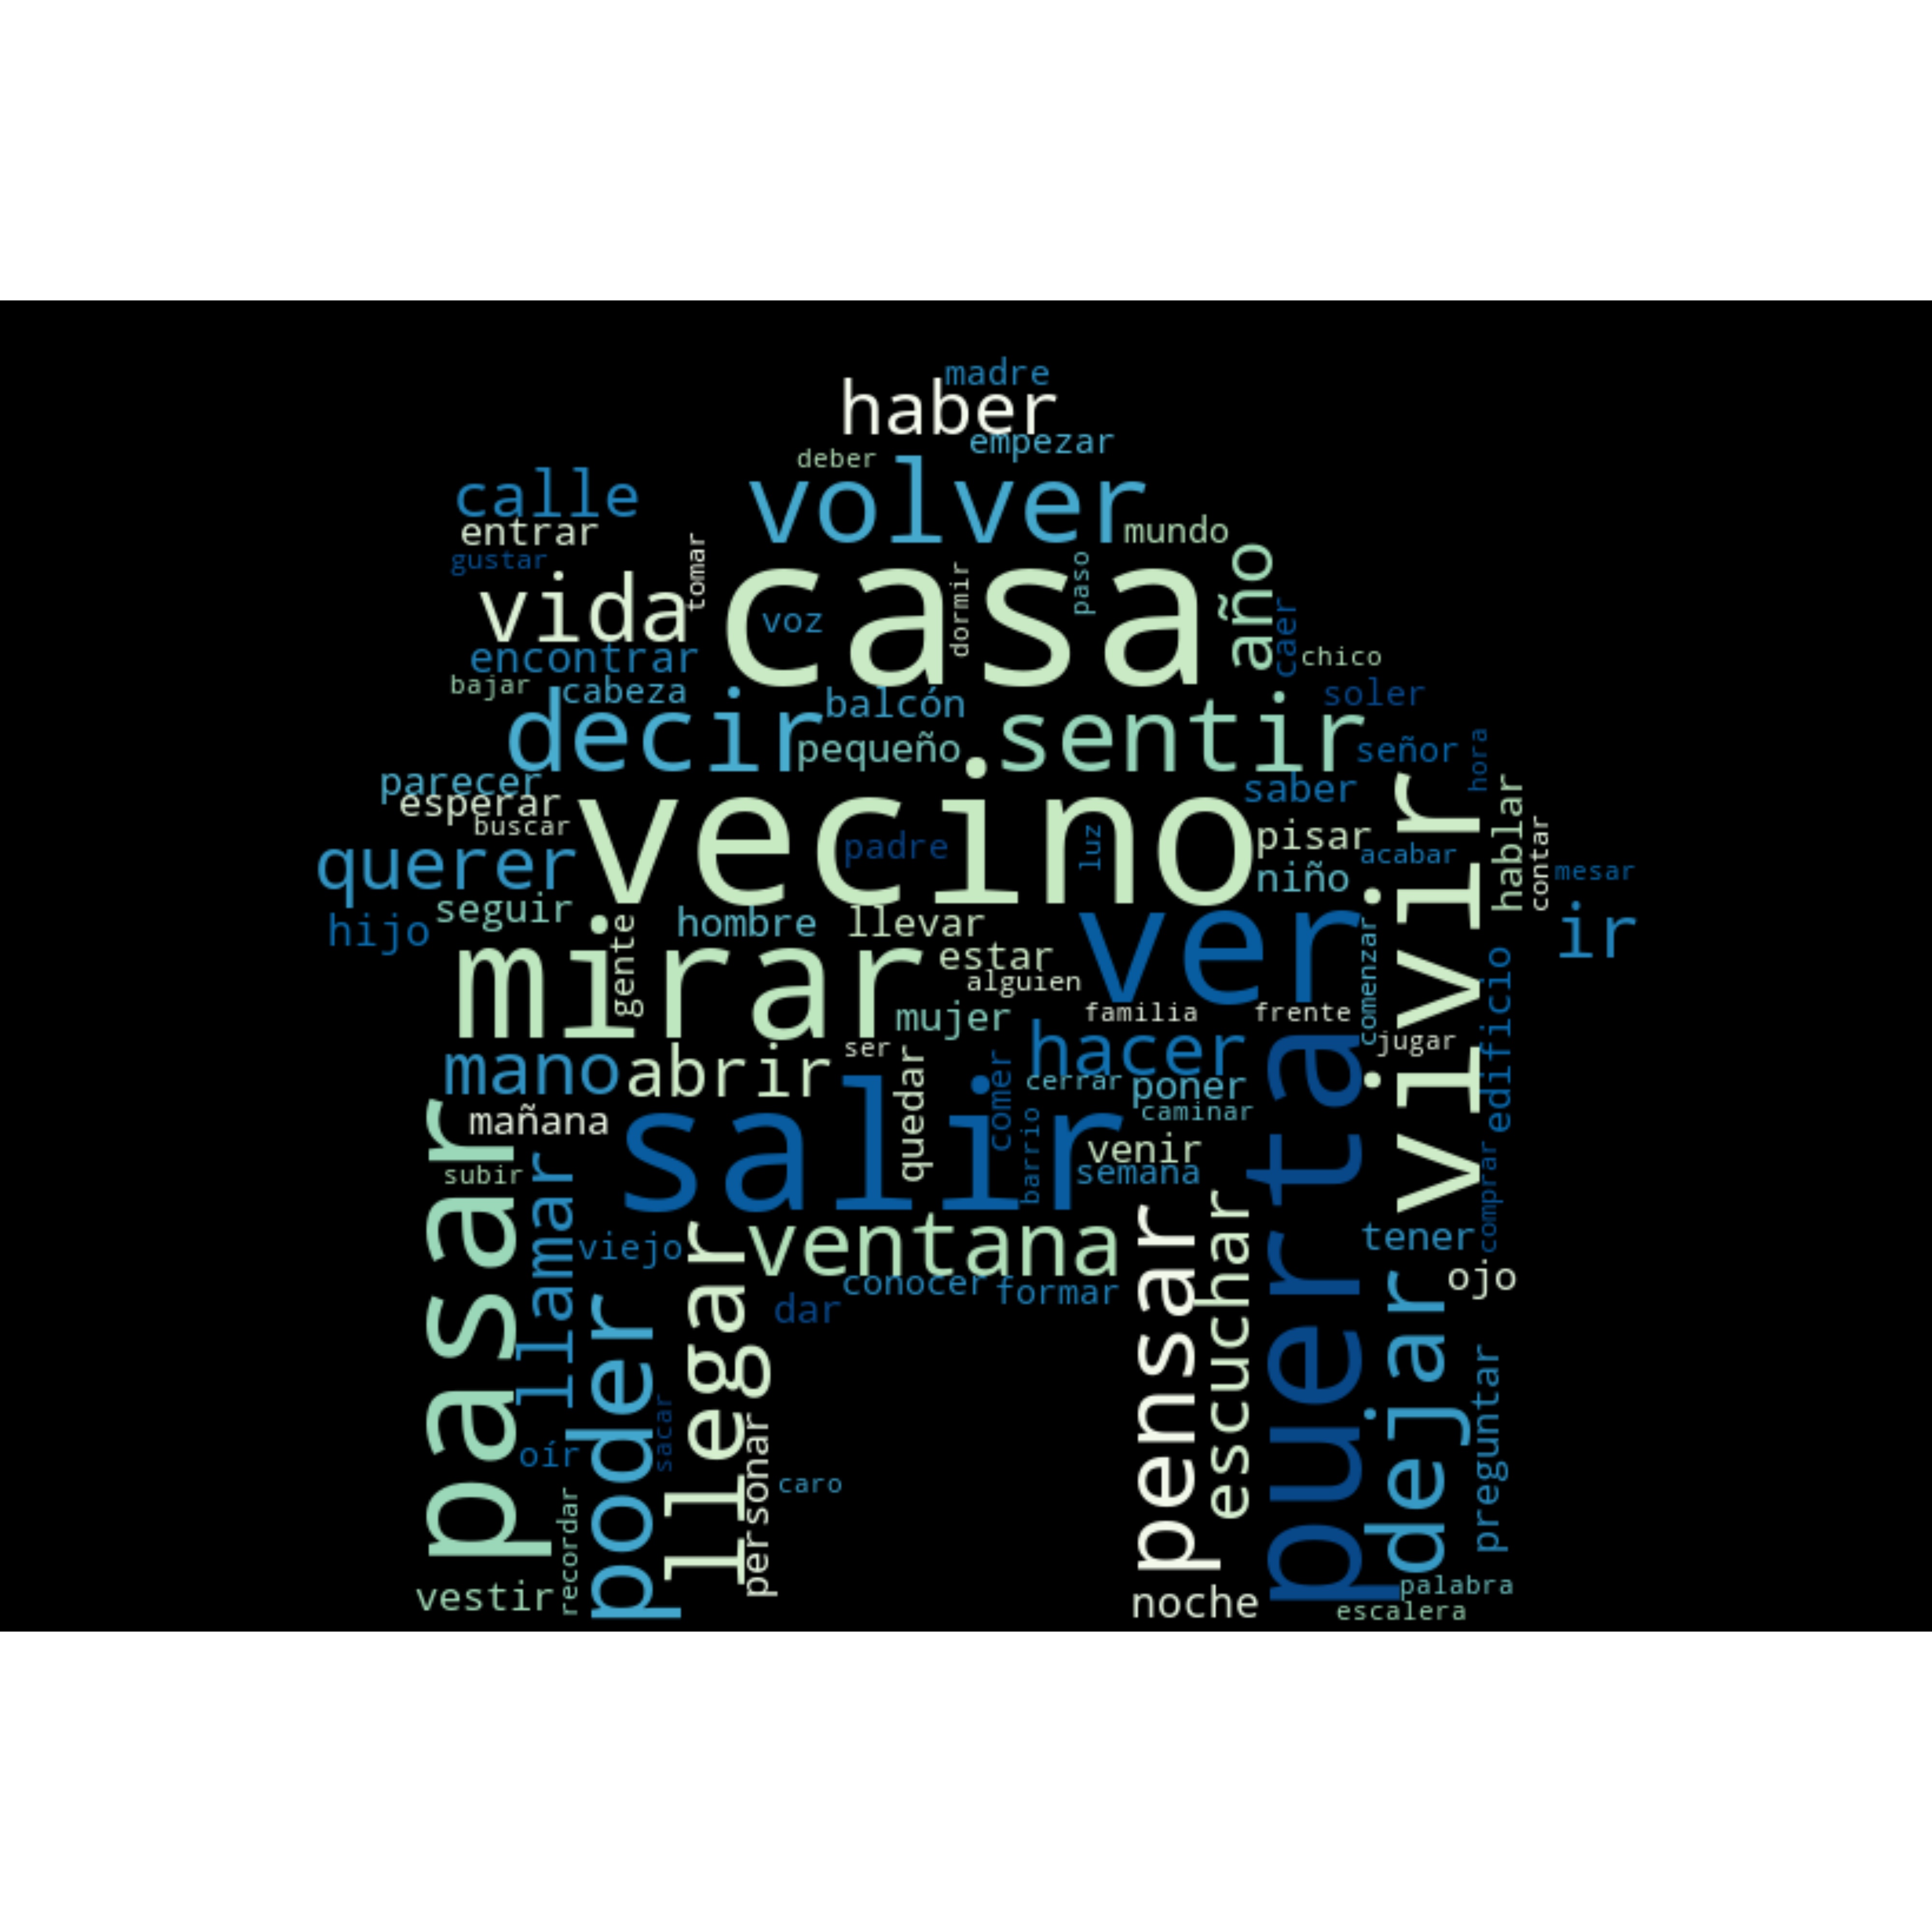 madre
haber
empezar
deber
calle
volver
entrar
mundo
gustar
tomar
vida
casa
voz
dormir
paso
año
caer
chico
encontrar
bajar
cabeza
balcón
soler
decir
sentir
pequeño
señor
hora
parecer
esperar
saber
buscar
vecino
padre
luz
pisar
acabar
niño
querer
vivir
hablar
contar
mesar
seguir
hijo
hombre
llevar
ver
ir
mirar
gente
estar
alguien
comenzar
edificio
mujer
familia
frente
jugar
mano
abrir
ser
quedar
hacer
comer
cerrar
poner
caminar
mañana
salir
barrio
venir
semana
puerta
pasar
subir
llamar
comprar
viejo
ventana
tener
conocer
formar
dar
ojo
poder
llegar
pensar
escuchar
dejar
preguntar
oír
sacar
personar
caro
recordar
vestir
noche
palabra
escalera